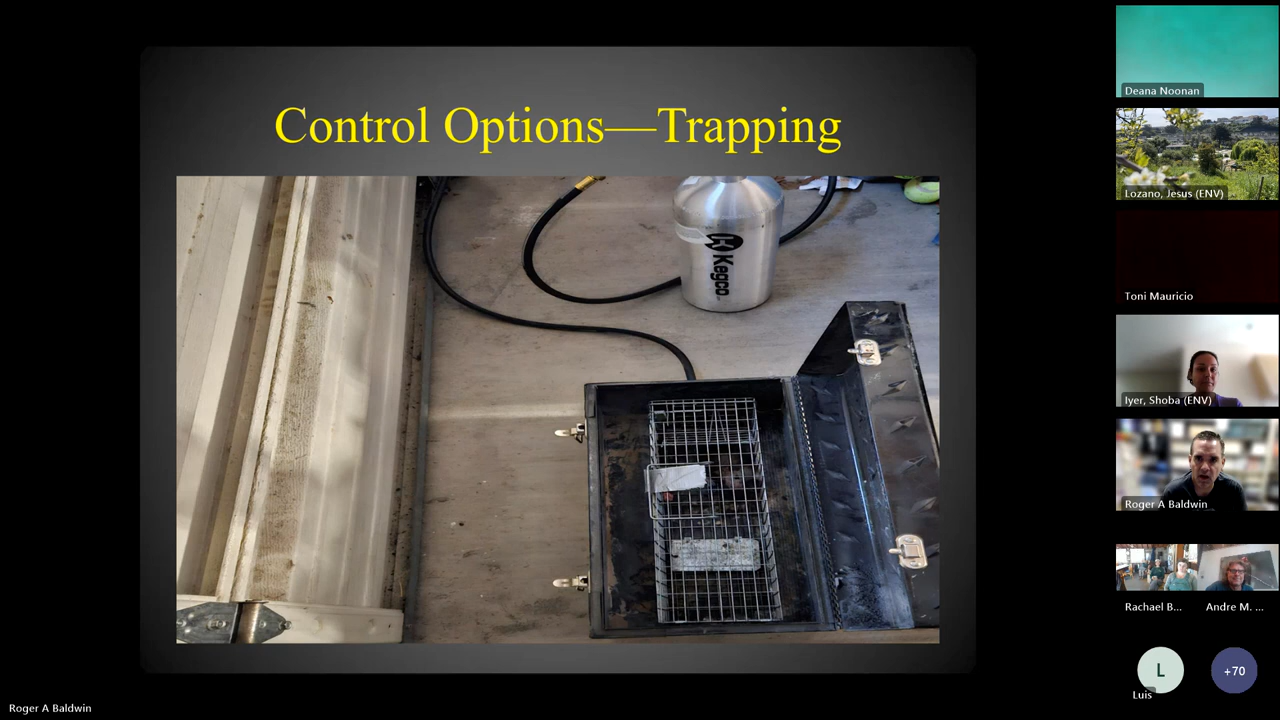 Control Options—Trapping
Kegco
Deana Noonan
Lozano, Jesus (ENV)
Toni Mauricio
Iyer, Shoba (ENV)
Roger A Baldwin
Rachael B...
Andre M. ...
L
Luis
+70
Roger A Baldwin